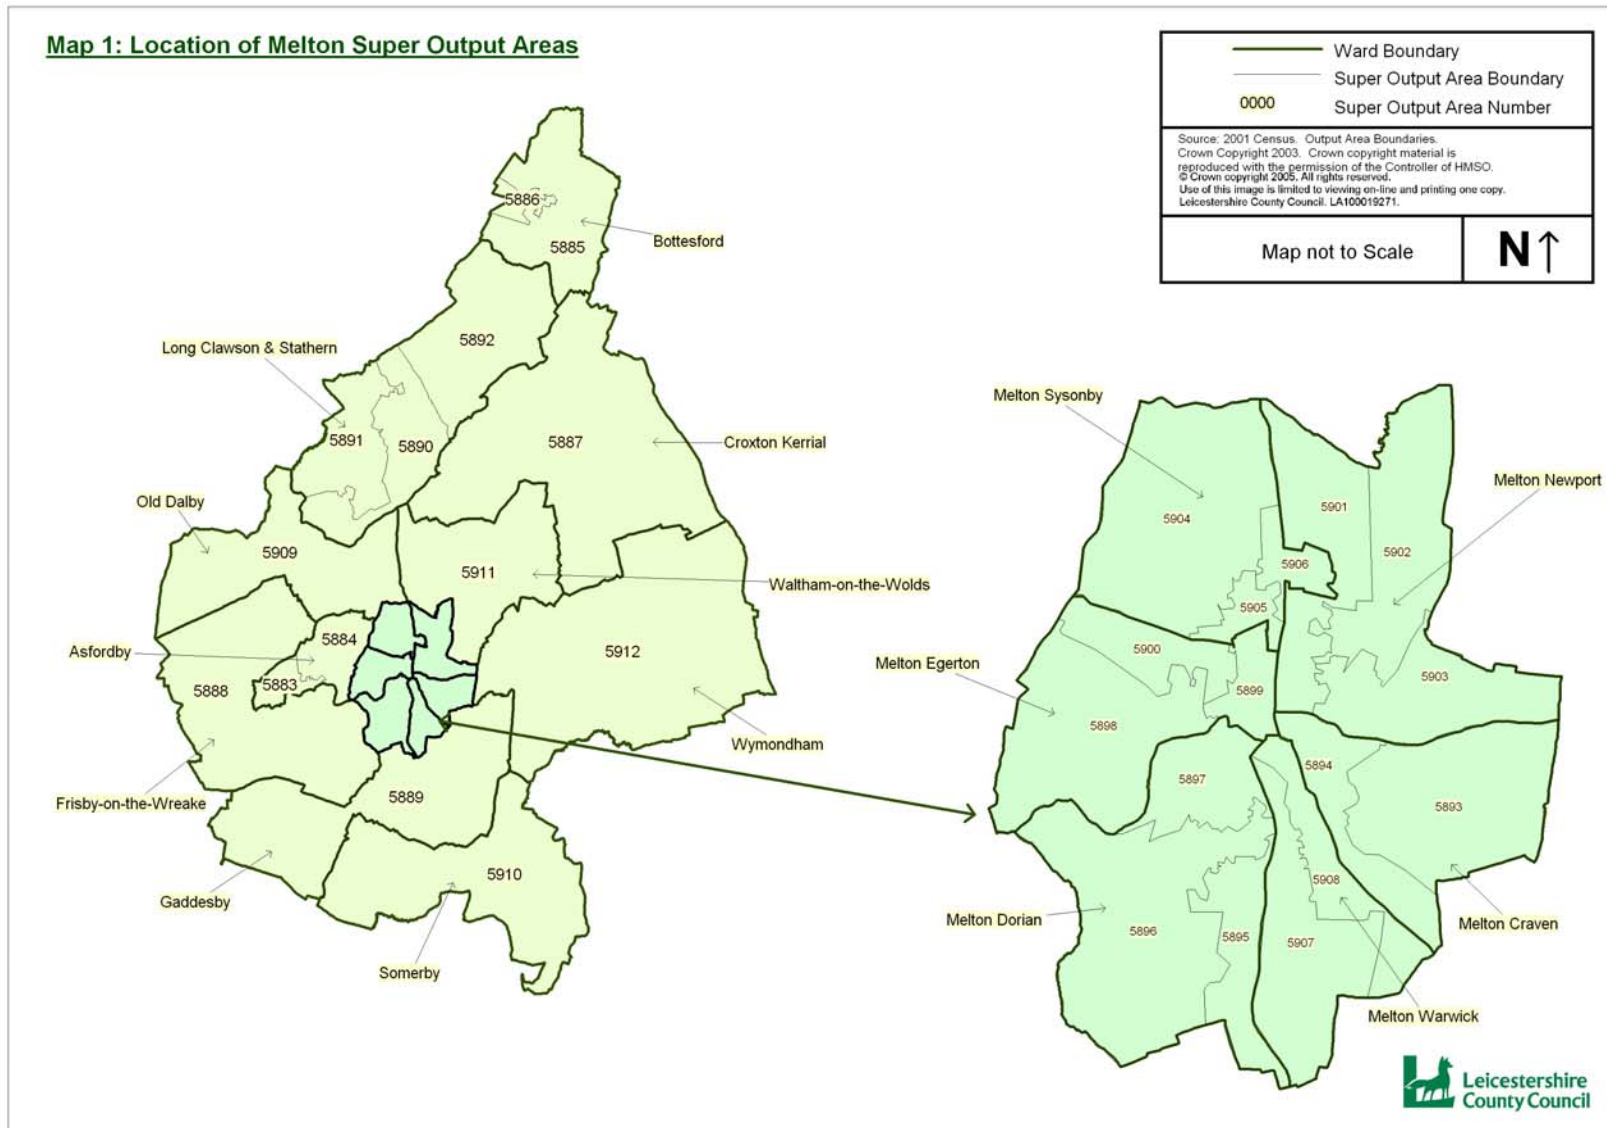 Map 1: Location of Melton Super Output Areas
Ward Boundary
Super Output Area Boundary
0000
Super Output Area Number
Source: 2001 Census. Output Area Boundaries.
Crown Copyright 2003. Crown copyright material is
reproduced with the permission of the Controller of HMSO.
© Crown copyright 2005. All rights reserved.
Use of this image is limited to viewing on-line and printing one copy.
Leicestershire County Council. LA100019271.
Map not to Scale
N
5886
5885
Bottesford
5892
Long Clawson & Stathern
5891
5890
5887
Croxton Kerrial
Old Dalby
5909
5911
Waltham-on-the-Wolds
Asfordby
5884
5883
5888
5912
Wymondham
Frisby-on-the-Wreake
5889
Gaddesby
5910
Somerby
Melton Sysonby
5904
5901
Melton Newport
5902
5906
5905
5900
Melton Egerton
5899
5903
5898
5897
5894
5893
5908
Melton Dorian
5896
5895
5907
Melton Craven
Melton Warwick
Leicestershire
County Council